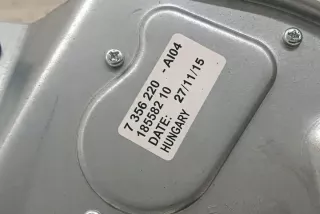 7 356 220 - AI04
185582 10
DATE: 27/11/15
HUNGARY